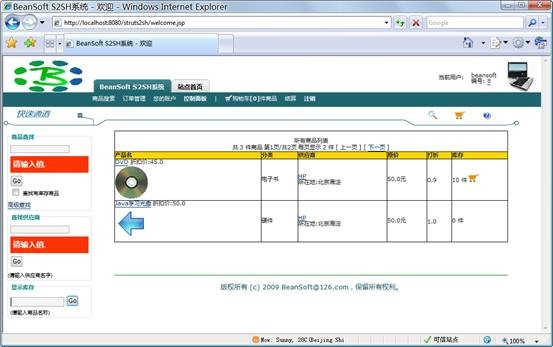 BeanSoft S2SH系统 - 欢迎 - Windows Internet Explorer
http://localhost:8080/struts2sh/welcome.jsp
Google
BeanSoft S2SH系统 - 欢迎
当前用户: beansoft
编号: 8
BeanSoft S2SH系统 站点首页
商品搜索 订单管理 您的账户 控制面板 | 购物车[0]件商品 结算 注销
快速通道
商品查找
请输入值.
Go
查找有库存商品
高级查找
查找供应商
请输入值.
Go
(请输入供应商名字)
显示库存
Go
(请输入商品名称)
所有商品列表
共 3 件商品 第1页/共2页 每页显示 2 件 [ 上一页 ] [ 下一页 ]
产品名 分类 供应商 原价 打折 库存
DVD 折扣价:45.0
电子书 HP 所在地:北京海淀 50.0元 0.9 10 件
Java学习光盘 折扣价:50.0
硬件 HP 所在地:北京海淀 50.0元 1.0 0 件
版权所有 (c) 2009 BeanSoft@126.com，保留所有权利。
Now: Sunny, 28C(Beijing Shi
可信站点
100%